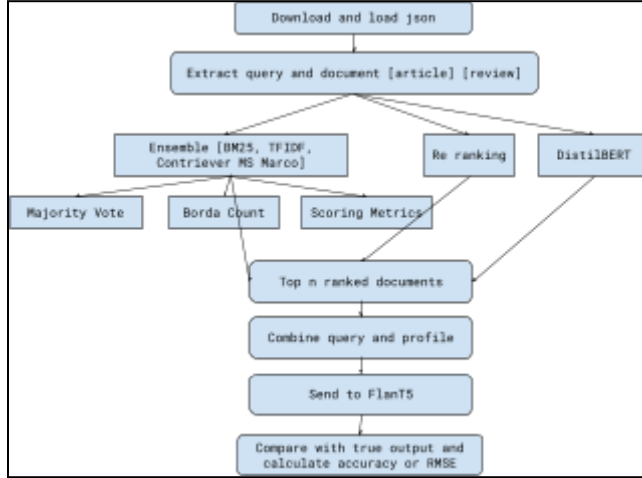 Download and load json
Extract query and document [article] [review]
Ensemble [BM25, TFIDF,
Contriever MS Marco]
Re ranking
DistilBERT
Majority Vote
Borda Count
Scoring Metrics
Top n ranked documents
Combine query and profile
Send to FlanT5
Compare with true output and
calculate accuracy or RMSE